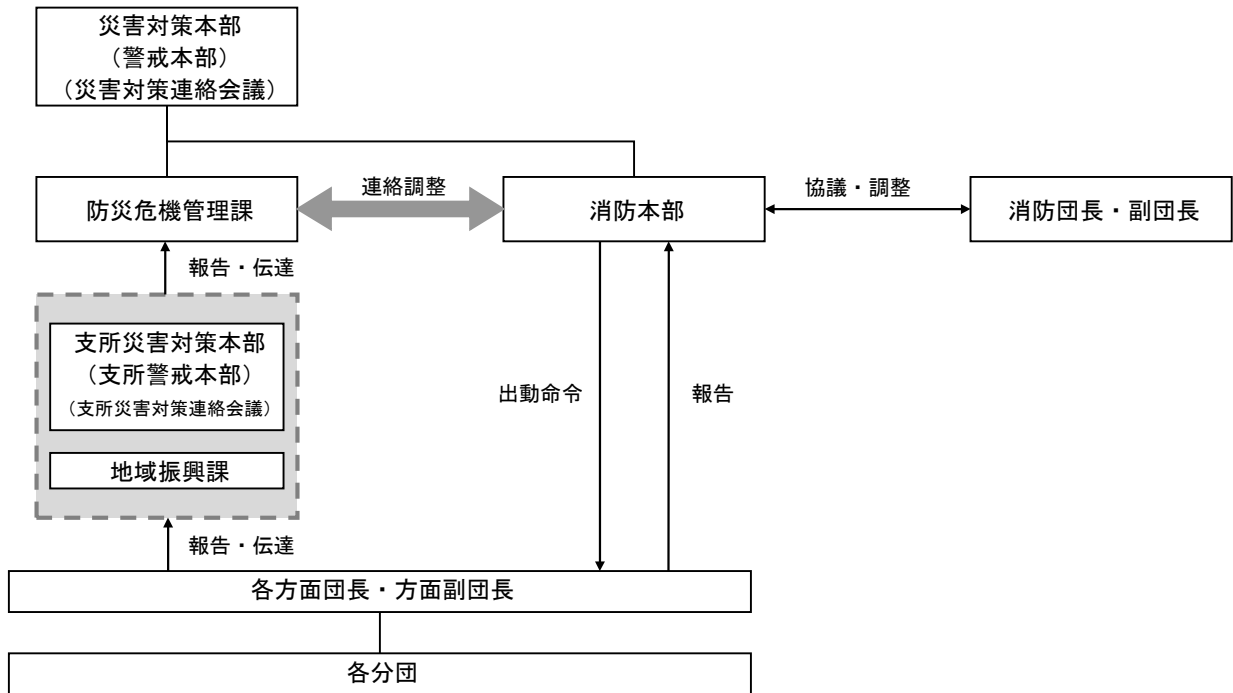 災害対策本部
（警戒本部）
（災害対策連絡会議）
防災危機管理課
連絡調整
消防本部
協議・調整
消防団長・副団長
報告・伝達
支所災害対策本部
（支所警戒本部）
（支所災害対策連絡会議）
地域振興課
出動命令
報告
報告・伝達
各方面団長・方面副団長
各分団